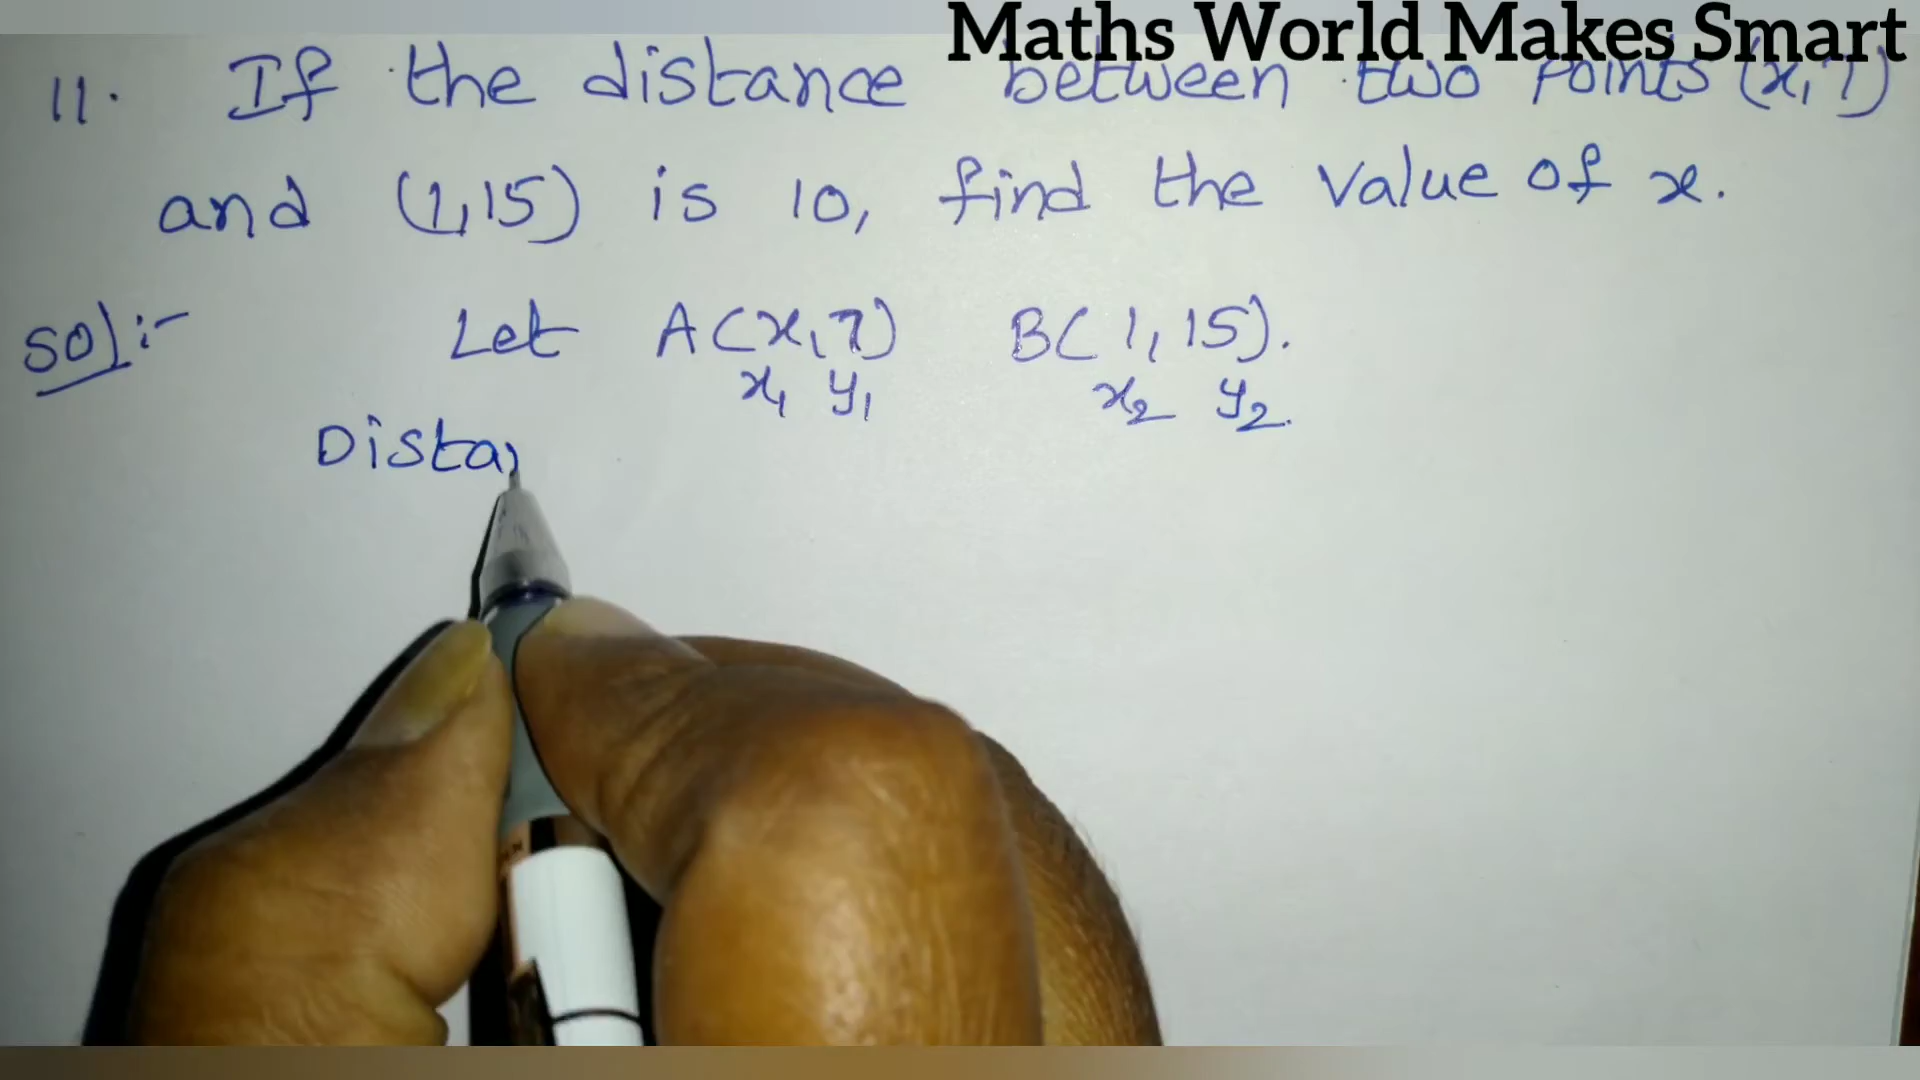 Maths World Makes Smart
11. If the distance between two points (x,7)
and (1,15) is 10, find the value of x.
Sol:- Let A(x,7) B(1,15).
x₁ y₁ x₂ y₂.
Distan